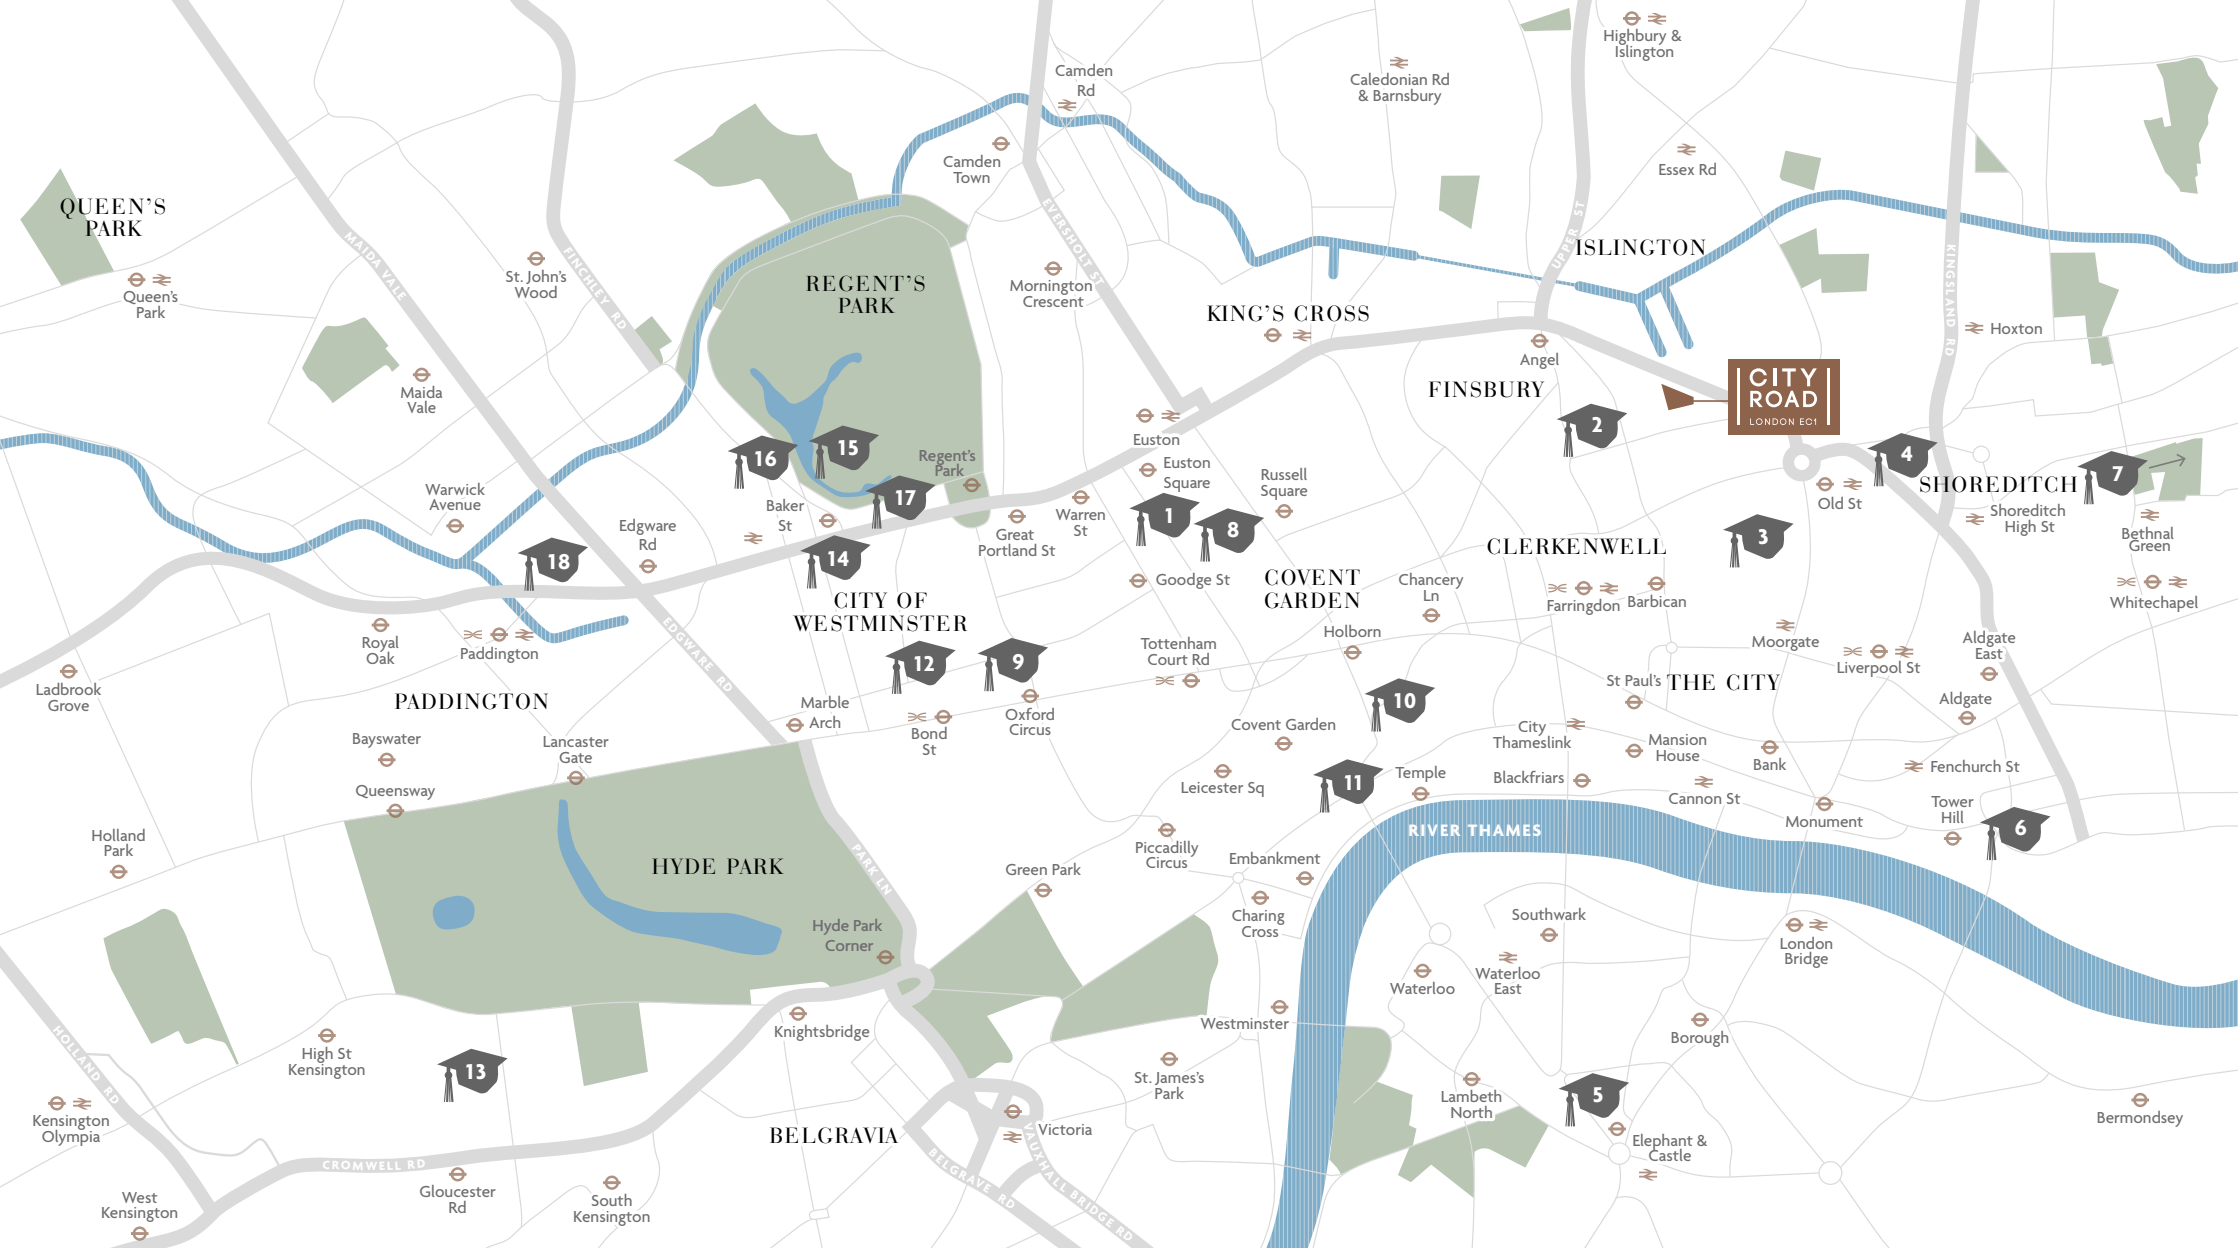 Highbury &
Islington
Camden
Rd
Caledonian Rd
& Barnsbury
Camden
Town
Essex Rd
QUEEN'S
PARK
MAIDA VALE
FINCHLEY RD
EVERSHOLT ST
UPPER ST
ISLINGTON
KINGSLAND RD
St. John's
Wood
Queen's
Park
REGENT'S
PARK
Mornington
Crescent
KING'S CROSS
Hoxton
Angel
Maida
Vale
FINSBURY
CITY
ROAD
LONDON EC1
2
Euston
15
16
Regent's
Park
Euston
Square
Russell
Square
4
7
SHOREDITCH
Warwick
Avenue
17
Baker
St
Warren
St
1
8
Old St
Shoreditch
High St
Edgware
Rd
Great
Portland St
3
Bethnal
Green
18
14
CLERKENWELL
Goodge St
COVENT
GARDEN
Chancery
Ln
Farringdon
Barbican
Whitechapel
CITY OF
WESTMINSTER
Holborn
Moorgate
Aldgate
East
Royal
Oak
Paddington
EDGWARE RD
Tottenham
Court Rd
Liverpool St
12
9
Ladbrook
Grove
PADDINGTON
St Paul's
THE CITY
10
Aldgate
Marble
Arch
Oxford
Circus
Bond
St
Covent Garden
City
Thameslink
Mansion
House
Bank
Bayswater
Lancaster
Gate
Fenchurch St
Leicester Sq
11
Temple
Blackfriars
Cannon St
Queensway
Tower
Hill
Monument
6
Holland
Park
RIVER THAMES
Piccadilly
Circus
Embankment
HYDE PARK
PARK LN
Green Park
Charing
Cross
Southwark
Hyde Park
Corner
London
Bridge
Waterloo
Waterloo
East
Knightsbridge
Westminster
Borough
High St
Kensington
HOLLAND RD
13
St. James's
Park
Lambeth
North
5
Kensington
Olympia
BELGRAVIA
Victoria
Bermondsey
Elephant &
Castle
CROMWELL RD
BELGRAVE RD
VAUXHALL BRIDGE RD
Gloucester
Rd
South
Kensington
West
Kensington